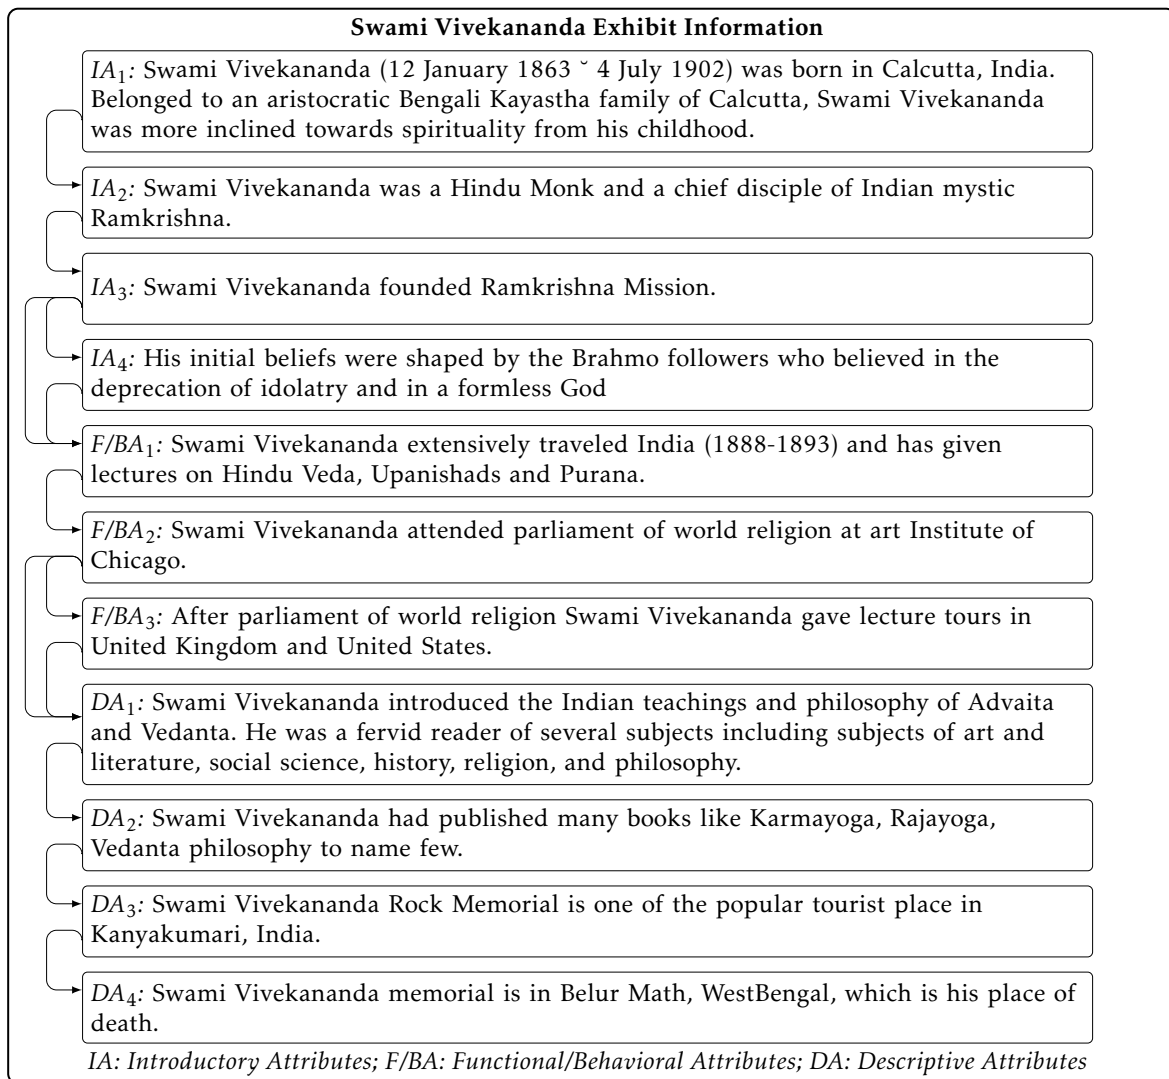 Swami Vivekananda Exhibit Information
IA₁: Swami Vivekananda (12 January 1863 ˘ 4 July 1902) was born in Calcutta, India.
Belonged to an aristocratic Bengali Kayastha family of Calcutta, Swami Vivekananda
was more inclined towards spirituality from his childhood.
IA₂: Swami Vivekananda was a Hindu Monk and a chief disciple of Indian mystic
Ramkrishna.
IA₃: Swami Vivekananda founded Ramkrishna Mission.
IA₄: His initial beliefs were shaped by the Brahmo followers who believed in the
deprecation of idolatry and in a formless God
F/BA₁: Swami Vivekananda extensively traveled India (1888-1893) and has given
lectures on Hindu Veda, Upanishads and Purana.
F/BA₂: Swami Vivekananda attended parliament of world religion at art Institute of
Chicago.
F/BA₃: After parliament of world religion Swami Vivekananda gave lecture tours in
United Kingdom and United States.
DA₁: Swami Vivekananda introduced the Indian teachings and philosophy of Advaita
and Vedanta. He was a fervid reader of several subjects including subjects of art and
literature, social science, history, religion, and philosophy.
DA₂: Swami Vivekananda had published many books like Karmayoga, Rajayoga,
Vedanta philosophy to name few.
DA₃: Swami Vivekananda Rock Memorial is one of the popular tourist place in
Kanyakumari, India.
DA₄: Swami Vivekananda memorial is in Belur Math, WestBengal, which is his place of
death.
IA: Introductory Attributes; F/BA: Functional/Behavioral Attributes; DA: Descriptive Attributes